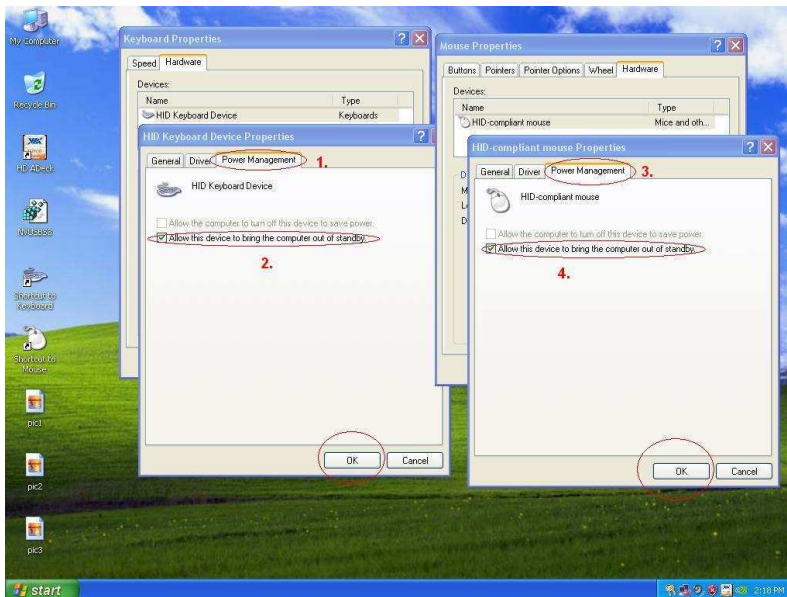 My Computer
Recycle Bin
HD ADeck
Shortcut to
Keyboard
Shortcut to
Mouse
pic1
pic2
pic3
Keyboard Properties
Speed Hardware
Devices:
Name Type
HID Keyboard Device Keyboards
HID Keyboard Device Properties
General Driver Power Management 1.
HID Keyboard Device
Allow the computer to turn off this device to save power.
Allow this device to bring the computer out of standby.
2.
OK Cancel
Mouse Properties
Buttons Pointers Pointer Options Wheel Hardware
Devices:
Name Type
HID-compliant mouse Mice and oth...
HID-compliant mouse Properties
General Driver Power Management 3.
HID-compliant mouse
Allow the computer to turn off this device to save power.
Allow this device to bring the computer out of standby.
4.
OK Cancel
start
2:18 PM